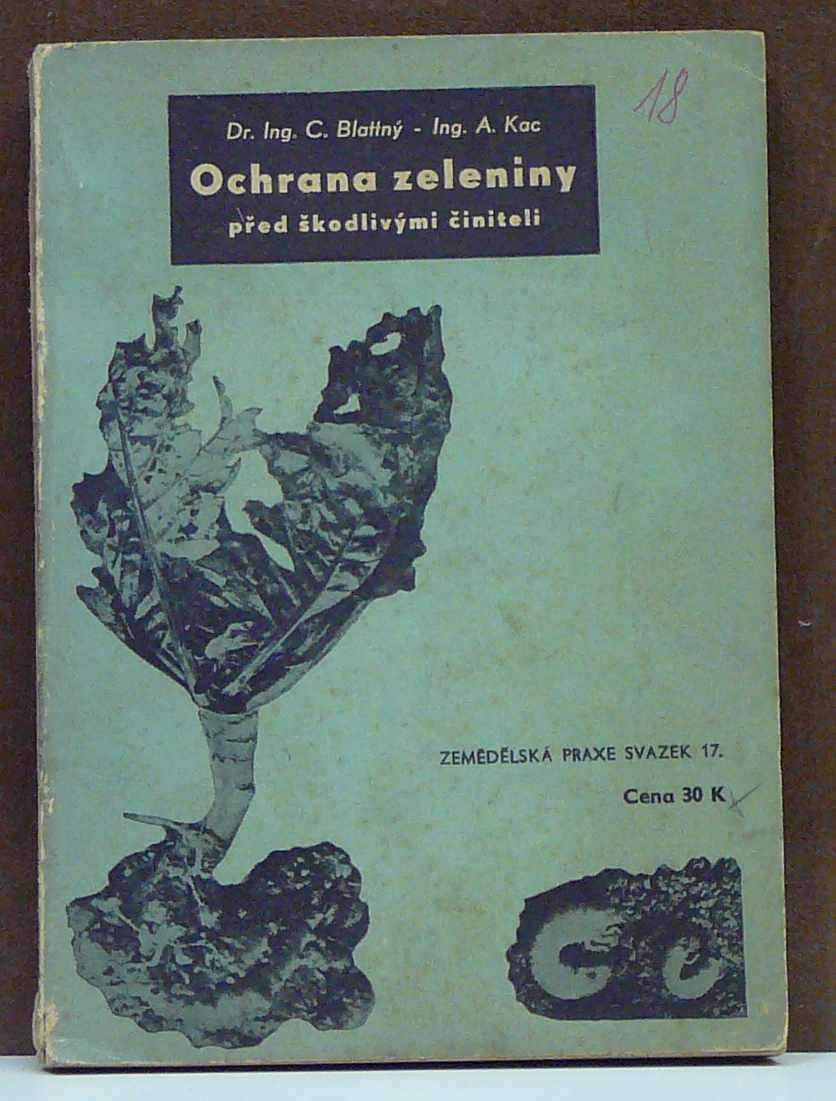 18
Dr. Ing. C. Blattný - Ing. A. Kac
Ochrana zeleniny
před škodlivými činiteli
ZEMĚDĚLSKÁ PRAXE SVAZEK 17.
Cena 30 K